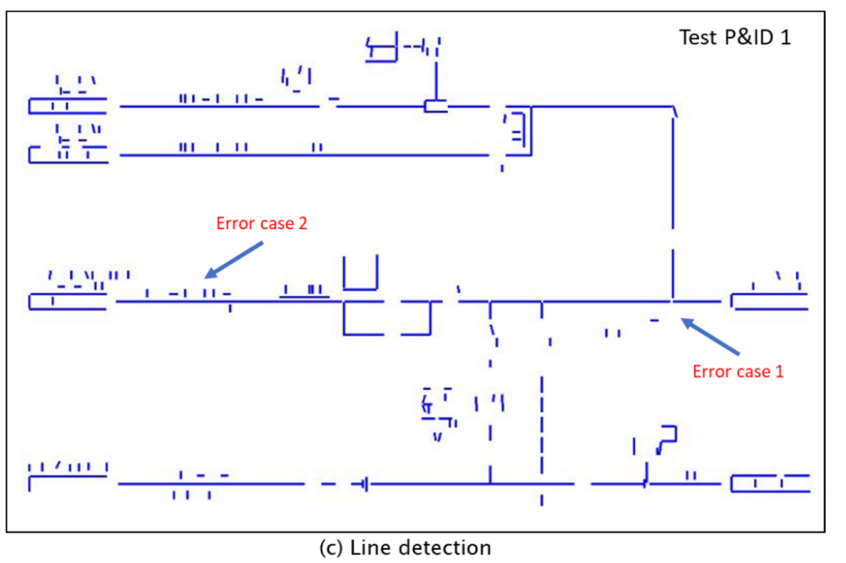 Test P&ID 1
Error case 2
Error case 1
(c) Line detection